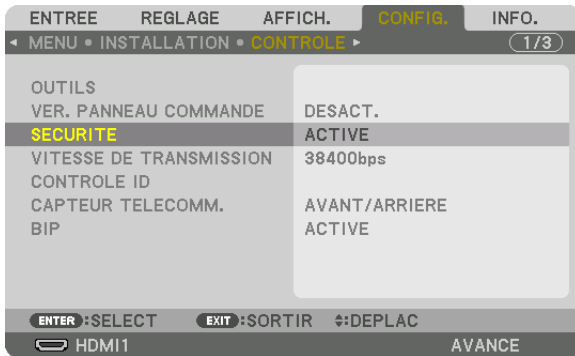 ENTREE REGLAGE AFFICH. CONFIG. INFO.
◄ MENU • INSTALLATION • CONTROLE ► 1/3
OUTILS
VER. PANNEAU COMMANDE DESACT.
SECURITE ACTIVE
VITESSE DE TRANSMISSION 38400bps
CONTROLE ID
CAPTEUR TELECOMM. AVANT/ARRIERE
BIP ACTIVE
ENTER :SELECT EXIT :SORTIR ♦:DEPLAC
HDMI1 AVANCE